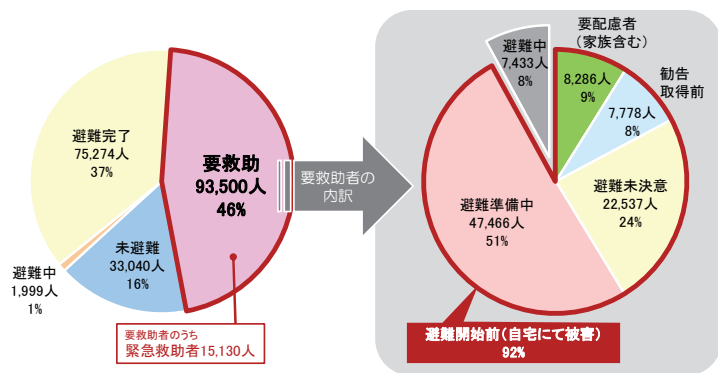 避難完了
75,274人
37%
要救助
93,500人
46%
未避難
33,040人
16%
避難中
1,999人
1%
要救助者のうち
緊急救助者15,130人
要救助者の
内訳
避難中
7,433人
8%
要配慮者
（家族含む）
8,286人
9%
勧告
取得前
7,778人
8%
避難未決意
22,537人
24%
避難準備中
47,466人
51%
避難開始前（自宅にて被害）
92%